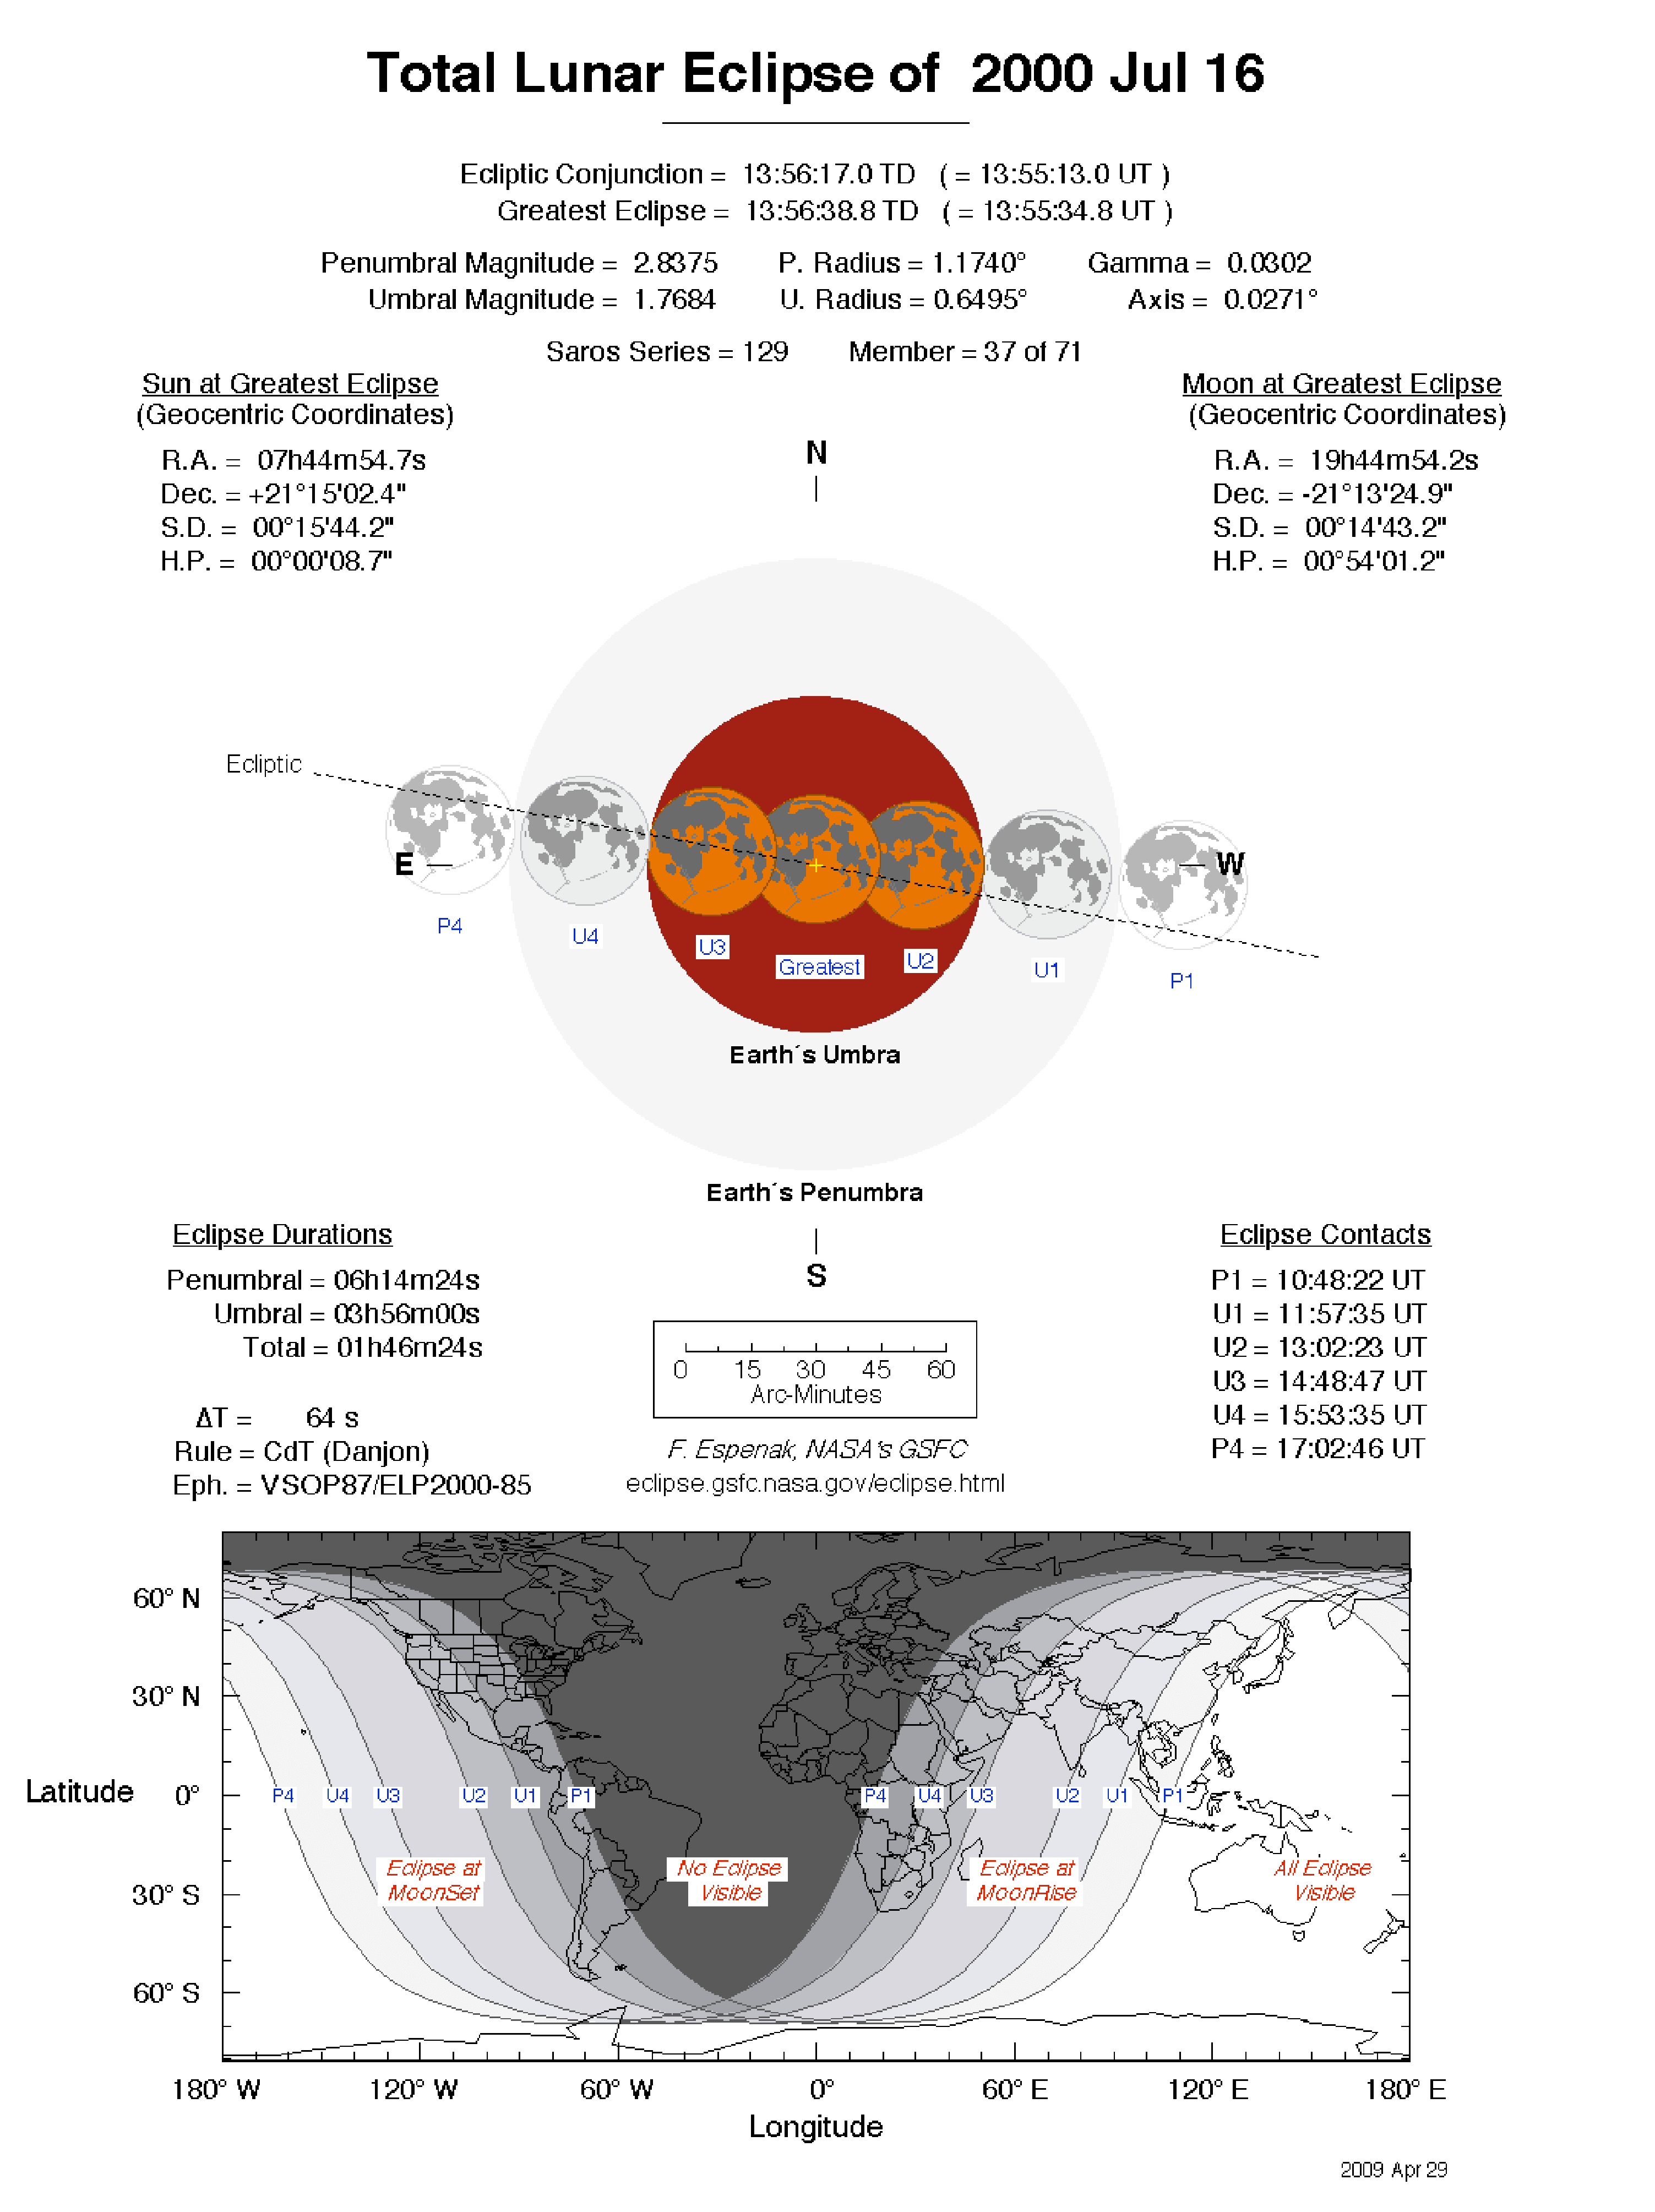 Total Lunar Eclipse of 2000 Jul 16
Ecliptic Conjunction = 13:56:17.0 TD ( = 13:55:13.0 UT )
Greatest Eclipse = 13:56:38.8 TD ( = 13:55:34.8 UT )
Penumbral Magnitude = 2.8375 P. Radius = 1.1740° Gamma = 0.0302
Umbral Magnitude = 1.7684 U. Radius = 0.6495° Axis = 0.0271°
Saros Series = 129 Member = 37 of 71
Sun at Greatest Eclipse
(Geocentric Coordinates)
R.A. = 07h44m54.7s
Dec. = +21°15'02.4"
S.D. = 00°15'44.2"
H.P. = 00°00'08.7"
Moon at Greatest Eclipse
(Geocentric Coordinates)
R.A. = 19h44m54.2s
Dec. = -21°13'24.9"
S.D. = 00°14'43.2"
H.P. = 00°54'01.2"
N
Ecliptic
E
W
P4
U4
U3
Greatest
U2
U1
P1
Earth´s Umbra
Earth´s Penumbra
S
Eclipse Durations
Penumbral = 06h14m24s
Umbral = 03h56m00s
Total = 01h46m24s
ΔT = 64 s
Rule = CdT (Danjon)
Eph. = VSOP87/ELP2000-85
0 15 30 45 60
Arc-Minutes
F. Espenak, NASA's GSFC
eclipse.gsfc.nasa.gov/eclipse.html
Eclipse Contacts
P1 = 10:48:22 UT
U1 = 11:57:35 UT
U2 = 13:02:23 UT
U3 = 14:48:47 UT
U4 = 15:53:35 UT
P4 = 17:02:46 UT
60° N
30° N
Latitude 0°
30° S
60° S
P4 U4 U3 U2 U1 P1 P4 U4 U3 U2 U1 P1
Eclipse at
MoonSet
No Eclipse
Visible
Eclipse at
MoonRise
All Eclipse
Visible
180° W 120° W 60° W 0° 60° E 120° E 180° E
Longitude
2009 Apr 29